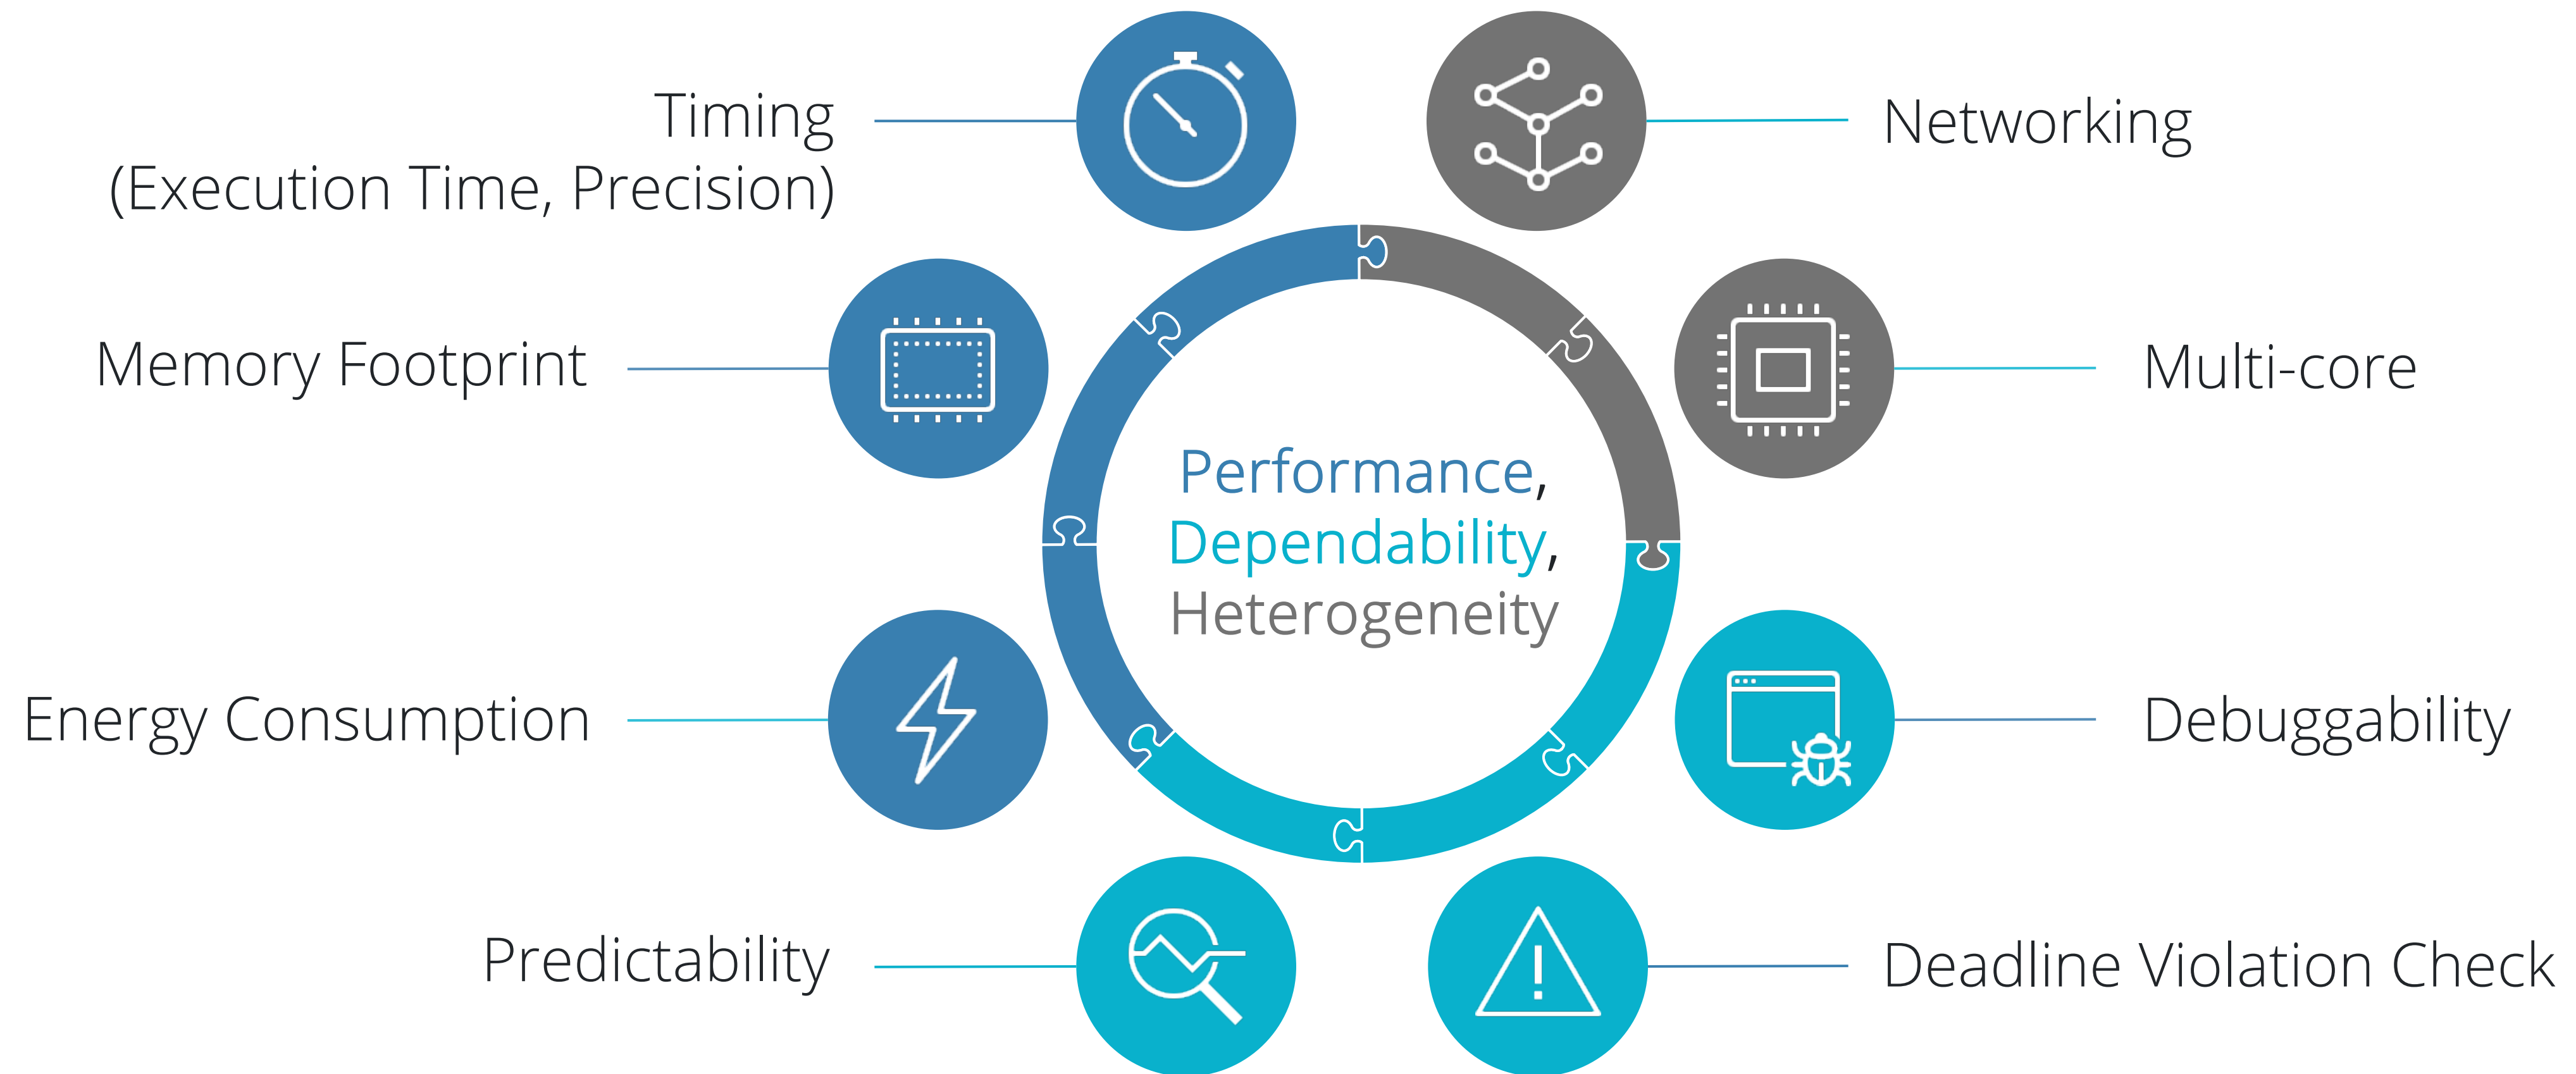 Timing
(Execution Time, Precision)
Networking
Memory Footprint
Multi-core
Performance,
Dependability,
Heterogeneity
Energy Consumption
Debuggability
Predictability
Deadline Violation Check